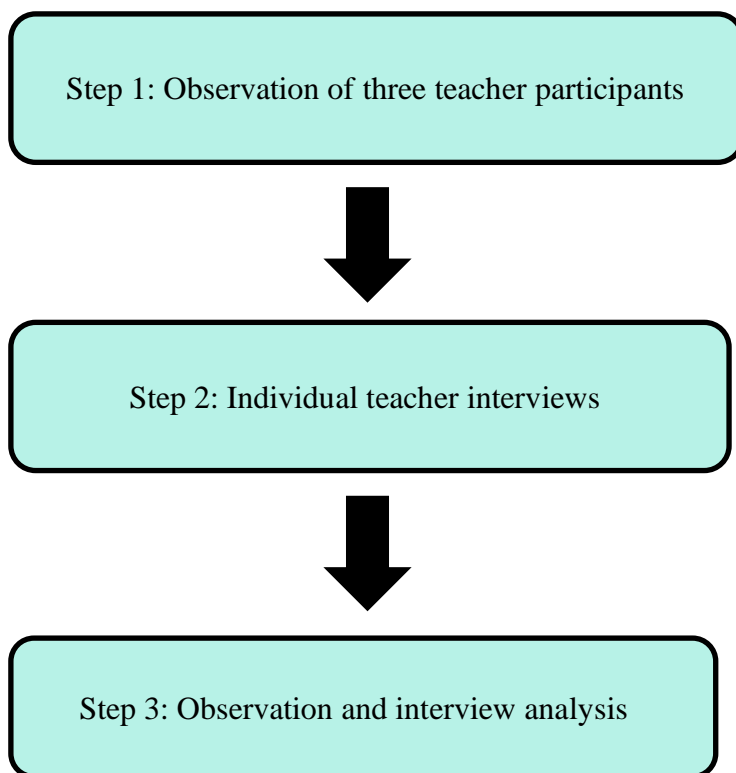 Step 1: Observation of three teacher participants
Step 2: Individual teacher interviews
Step 3: Observation and interview analysis